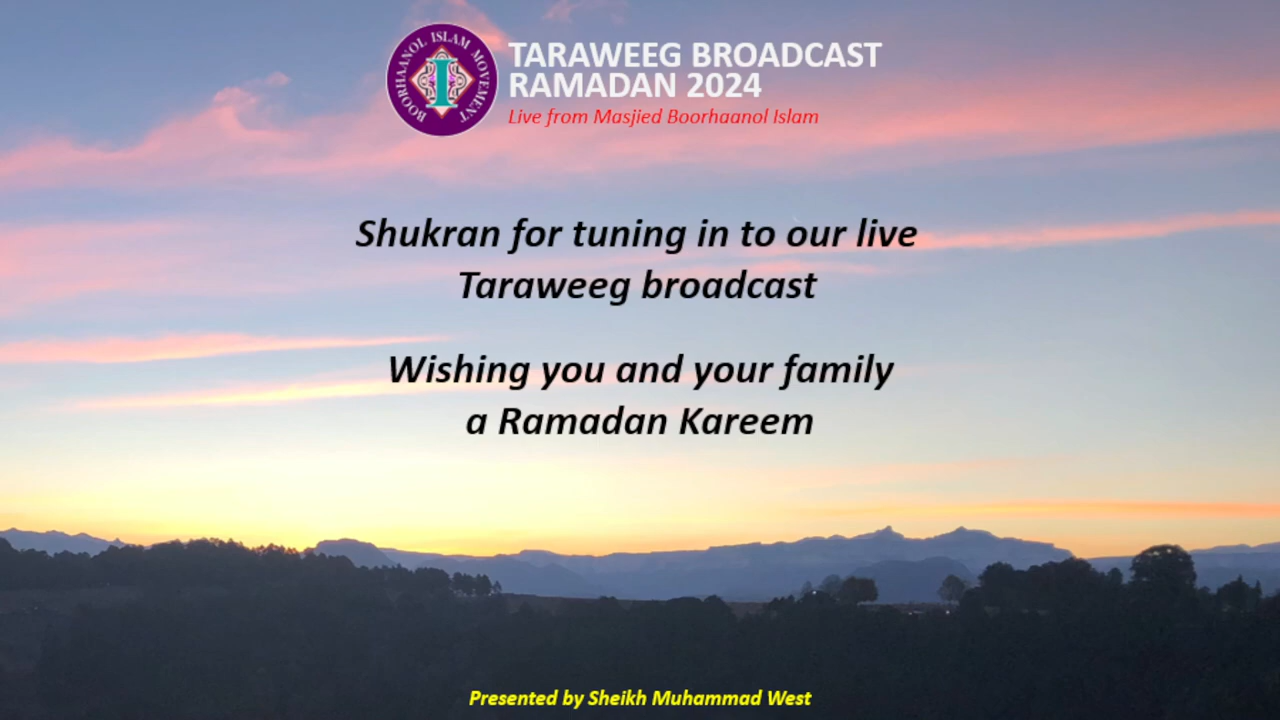 BOORHAANOL ISLAM MOVEMENT
I
TARAWEEG BROADCAST
RAMADAN 2024
Live from Masjied Boorhaanol Islam
Shukran for tuning in to our live
Taraweeg broadcast
Wishing you and your family
a Ramadan Kareem
Presented by Sheikh Muhammad West